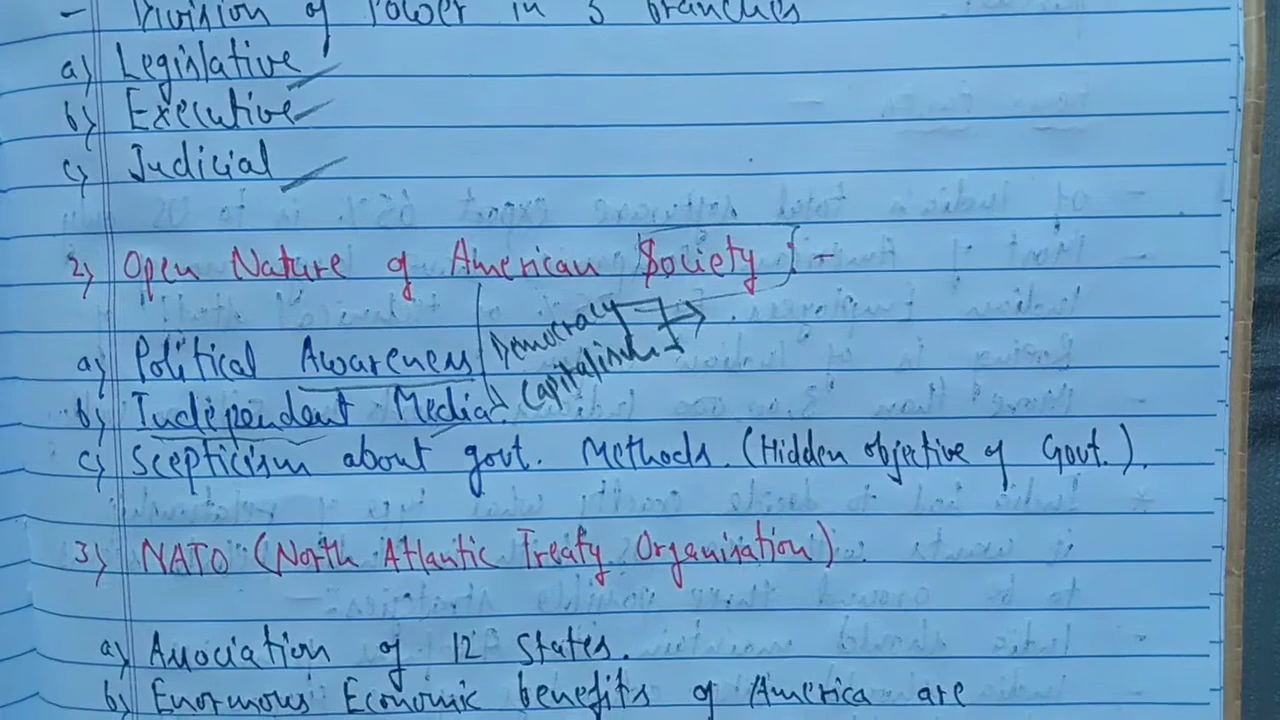 - Division of Power in 3 branches
a) Legislative
b) Executive
c) Judicial
2) Open Nature of American Society } -
a) Political Awareness
Democracy
b) Independent Media.
Capitalism
c) Scepticism about govt. Methods. (Hidden objective of Govt.).
3) NATO (North Atlantic Treaty Organisation).
a) Association of 12 states.
b) Enormous Economic benefits of America are